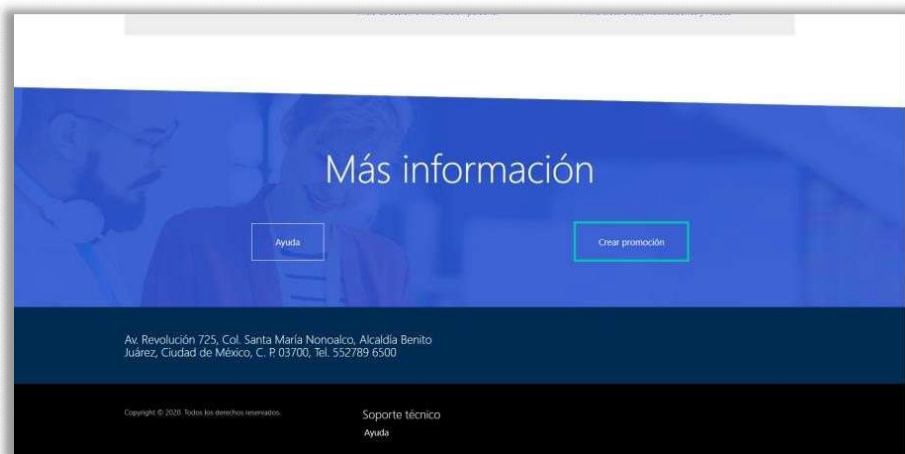 Más información
Ayuda
Crear promoción
Av. Revolución 725, Col. Santa María Nonoalco, Alcaldía Benito
Juárez, Ciudad de México, C. P. 03700, Tel. 552789 6500
Copyright © 2020. Todos los derechos reservados.
Soporte técnico
Ayuda